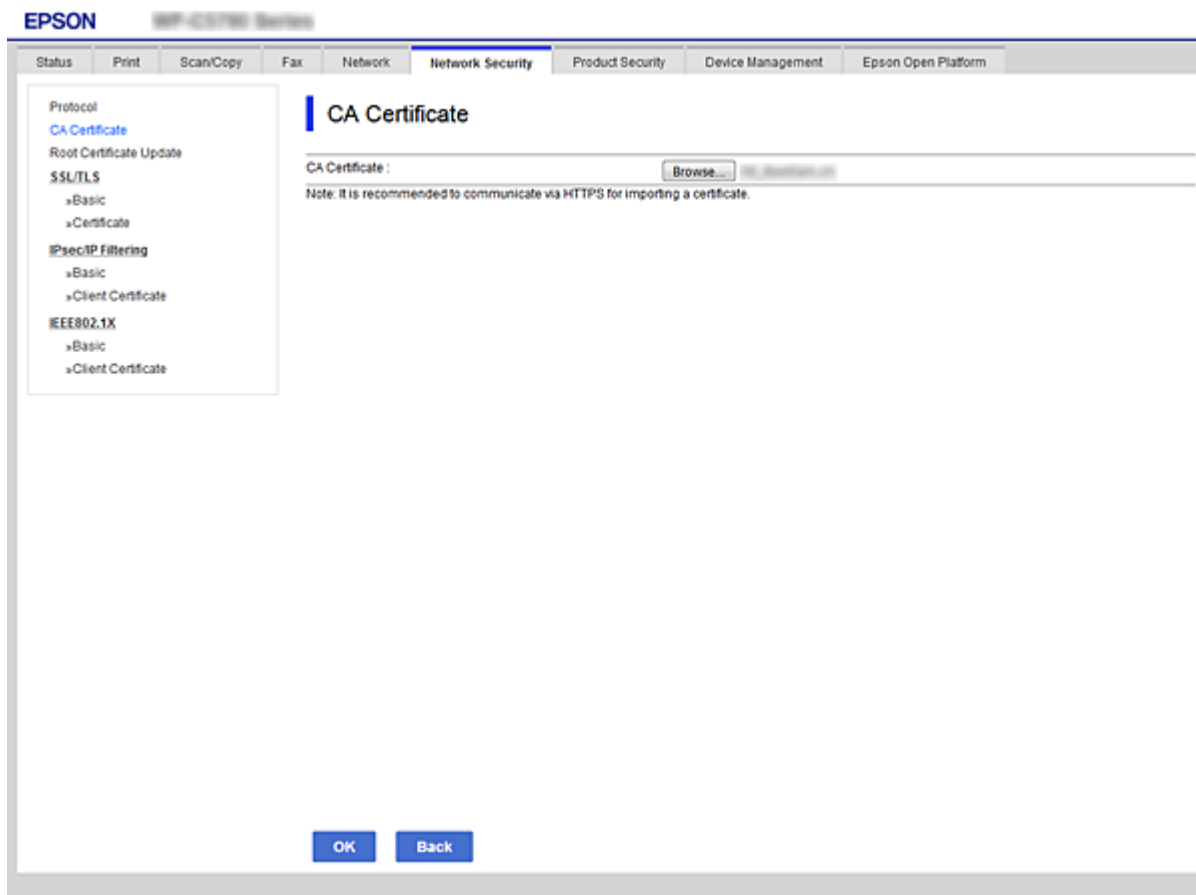 EPSON
Status Print Scan/Copy Fax Network Network Security Product Security Device Management Epson Open Platform
Protocol
CA Certificate
Root Certificate Update
SSL/TLS
»Basic
»Certificate
IPsec/IP Filtering
»Basic
»Client Certificate
IEEE802.1X
»Basic
»Client Certificate
CA Certificate
CA Certificate :
Browse...
Note: It is recommended to communicate via HTTPS for importing a certificate.
OK Back